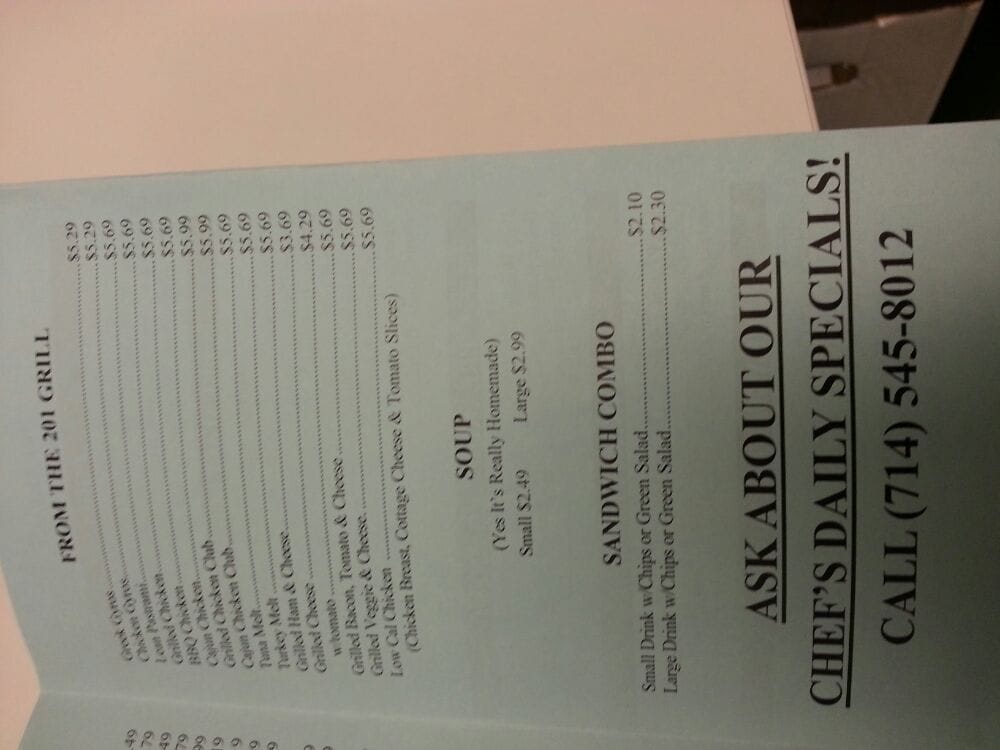 FROM THE 201 GRILL
Greek Gyros........$5.29
Chicken Gyros........$5.29
Lean Pastrami........$5.69
Grilled Chicken........$5.69
BBQ Chicken........$5.69
Cajun Chicken........$5.69
Grilled Chicken Club........$5.99
Cajun Chicken Club........$5.99
Tuna Melt........$5.69
Turkey Melt........$5.69
Grilled Ham & Cheese........$5.69
Grilled Cheese........$3.69
w/tomato........$4.29
Grilled Bacon, Tomato & Cheese........$5.69
Grilled Veggie & Cheese........$5.69
Low Cal Chicken........$5.69
(Chicken Breast, Cottage Cheese & Tomato Slices)
SOUP
(Yes It's Really Homemade)
Small $2.49 Large $2.99
SANDWICH COMBO
Small Drink w/Chips or Green Salad........$2.10
Large Drink w/Chips or Green Salad........$2.30
ASK ABOUT OUR
CHEF'S DAILY SPECIALS!
CALL (714) 545-8012